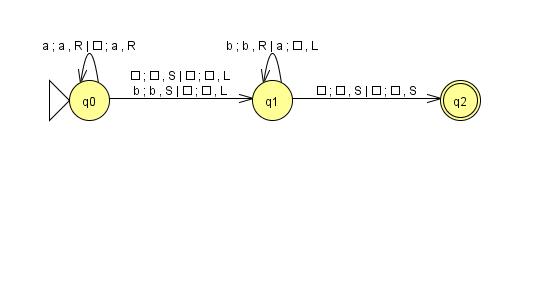 a ; a , R | □ ; a , R
b ; b , R | a ; □ , L
□ ; □ , S | □ ; □ , L
b ; b , S | □ ; □ , L
□ ; □ , S | □ ; □ , S
q0
q1
q2